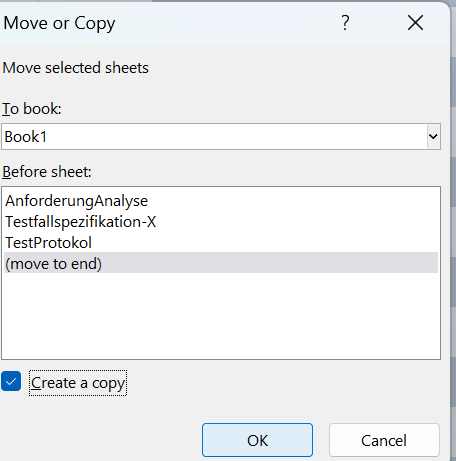 Move or Copy ?
Move selected sheets
To book:
Book1
Before sheet:
AnforderungAnalyse
Testfallspezifikation-X
TestProtokol
(move to end)
Create a copy
OK Cancel